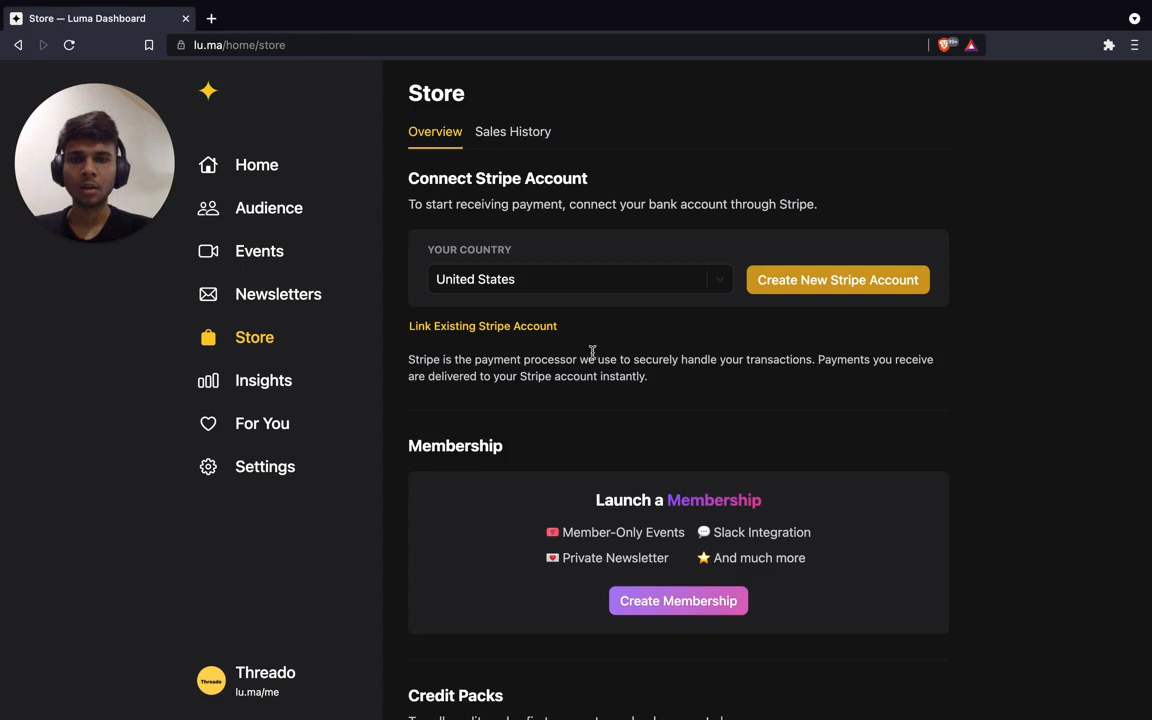 Store — Luma Dashboard
lu.ma/home/store
99+
Home
Audience
Events
Newsletters
Store
Insights
For You
Settings
Threado
Threado
lu.ma/me
Store
Overview Sales History
Connect Stripe Account
To start receiving payment, connect your bank account through Stripe.
YOUR COUNTRY
United States
Create New Stripe Account
Link Existing Stripe Account
Stripe is the payment processor we use to securely handle your transactions. Payments you receive
are delivered to your Stripe account instantly.
Membership
Launch a Membership
Member-Only Events Slack Integration
Private Newsletter And much more
Create Membership
Credit Packs